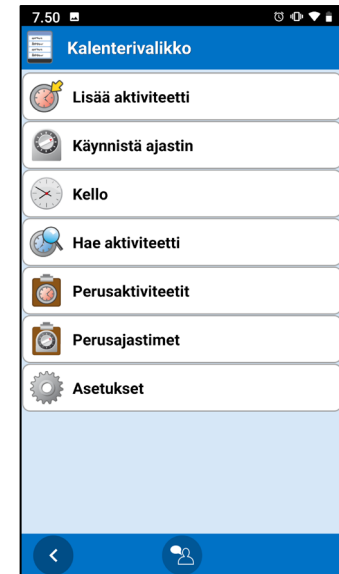 7.50
Kalenterivalikko
Lisää aktiviteetti
Käynnistä ajastin
Kello
Hae aktiviteetti
Perusaktiviteetit
Perusajastimet
Asetukset